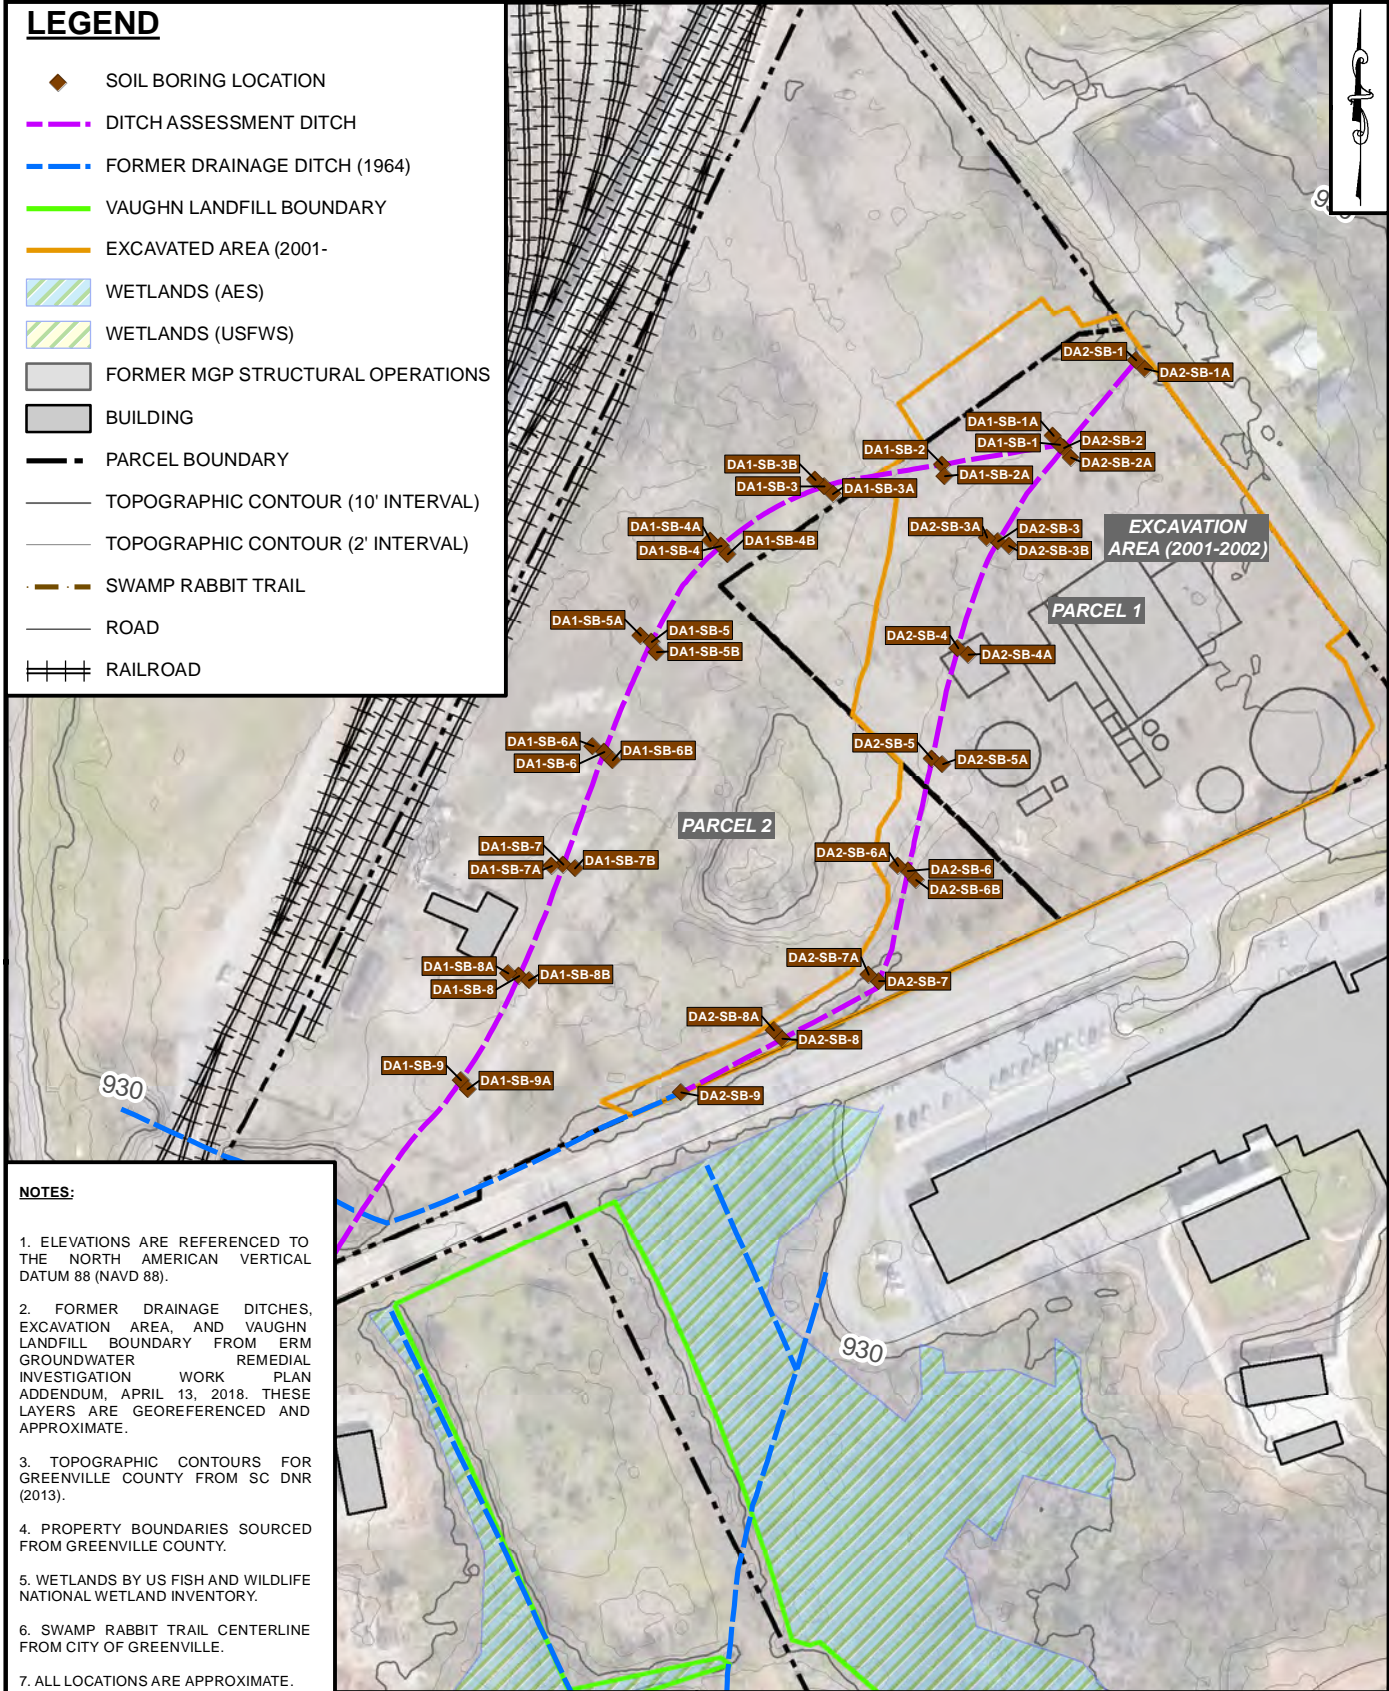 LEGEND
SOIL BORING LOCATION
DITCH ASSESSMENT DITCH
FORMER DRAINAGE DITCH (1964)
VAUGHN LANDFILL BOUNDARY
EXCAVATED AREA (2001-
WETLANDS (AES)
WETLANDS (USFWS)
FORMER MGP STRUCTURAL OPERATIONS
BUILDING
PARCEL BOUNDARY
TOPOGRAPHIC CONTOUR (10' INTERVAL)
TOPOGRAPHIC CONTOUR (2' INTERVAL)
SWAMP RABBIT TRAIL
ROAD
RAILROAD
DA2-SB-1
DA2-SB-1A
DA1-SB-1A
DA1-SB-1
DA2-SB-2
DA2-SB-2A
DA1-SB-2
DA1-SB-2A
DA1-SB-3B
DA1-SB-3
DA1-SB-3A
DA1-SB-4A
DA1-SB-4
DA1-SB-4B
DA2-SB-3A
DA2-SB-3
DA2-SB-3B
EXCAVATION
AREA (2001-2002)
PARCEL 1
DA1-SB-5A
DA1-SB-5
DA1-SB-5B
DA2-SB-4
DA2-SB-4A
DA1-SB-6A
DA1-SB-6
DA1-SB-6B
DA2-SB-5
DA2-SB-5A
PARCEL 2
DA1-SB-7
DA1-SB-7A
DA1-SB-7B
DA2-SB-6A
DA2-SB-6
DA2-SB-6B
DA1-SB-8A
DA1-SB-8
DA1-SB-8B
DA2-SB-7A
DA2-SB-7
DA2-SB-8A
DA2-SB-8
DA1-SB-9
DA1-SB-9A
DA2-SB-9
930
930
NOTES:
1. ELEVATIONS ARE REFERENCED TO
THE NORTH AMERICAN VERTICAL
DATUM 88 (NAVD 88).
2. FORMER DRAINAGE DITCHES,
EXCAVATION AREA, AND VAUGHN
LANDFILL BOUNDARY FROM ERM
GROUNDWATER REMEDIAL
INVESTIGATION WORK PLAN
ADDENDUM, APRIL 13, 2018. THESE
LAYERS ARE GEOREFERENCED AND
APPROXIMATE.
3. TOPOGRAPHIC CONTOURS FOR
GREENVILLE COUNTY FROM SC DNR
(2013).
4. PROPERTY BOUNDARIES SOURCED
FROM GREENVILLE COUNTY.
5. WETLANDS BY US FISH AND WILDLIFE
NATIONAL WETLAND INVENTORY.
6. SWAMP RABBIT TRAIL CENTERLINE
FROM CITY OF GREENVILLE.
7. ALL LOCATIONS ARE APPROXIMATE.